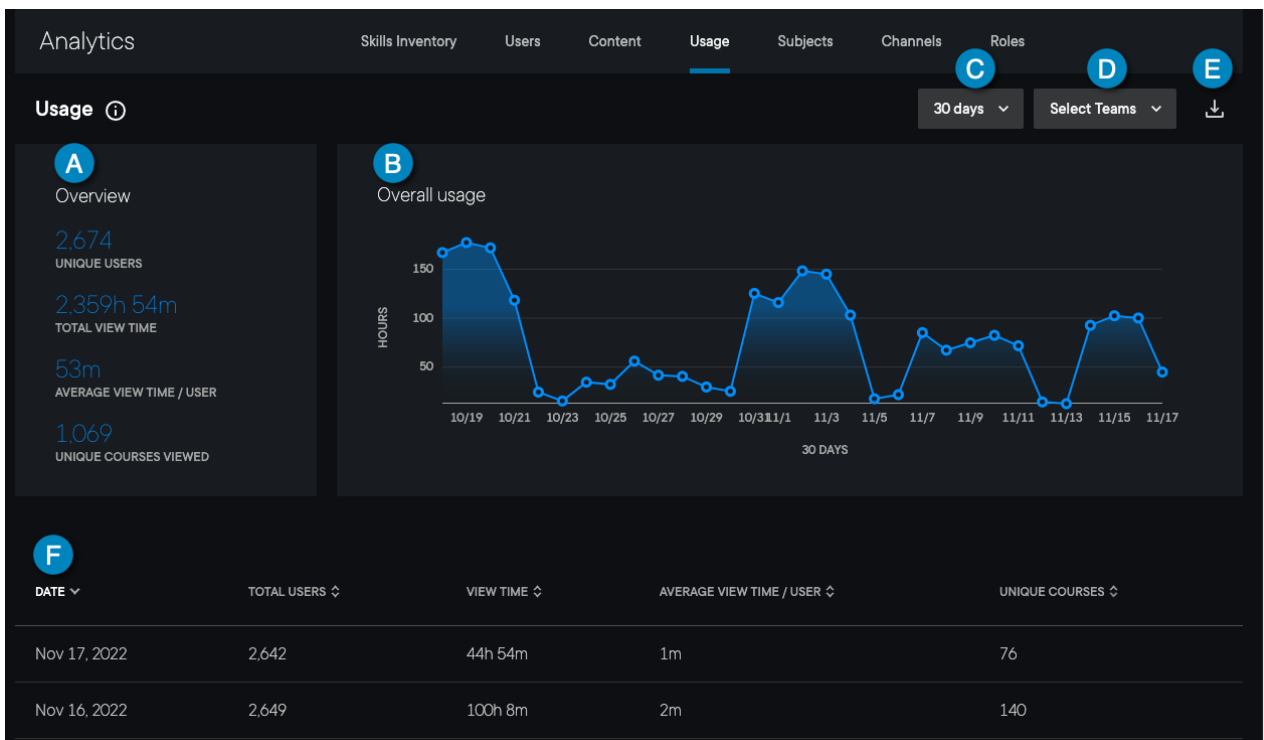 Analytics Skills Inventory Users Content Usage Subjects Channels Roles
C D E
Usage 30 days Select Teams
A
Overview
2,674
UNIQUE USERS
2,359h 54m
TOTAL VIEW TIME
53m
AVERAGE VIEW TIME / USER
1,069
UNIQUE COURSES VIEWED
B
Overall usage
150
100
50
HOURS
10/19 10/21 10/23 10/25 10/27 10/29 10/31 11/1 11/3 11/5 11/7 11/9 11/11 11/13 11/15 11/17
30 DAYS
F
DATE TOTAL USERS VIEW TIME AVERAGE VIEW TIME / USER UNIQUE COURSES
Nov 17, 2022 2,642 44h 54m 1m 76
Nov 16, 2022 2,649 100h 8m 2m 140